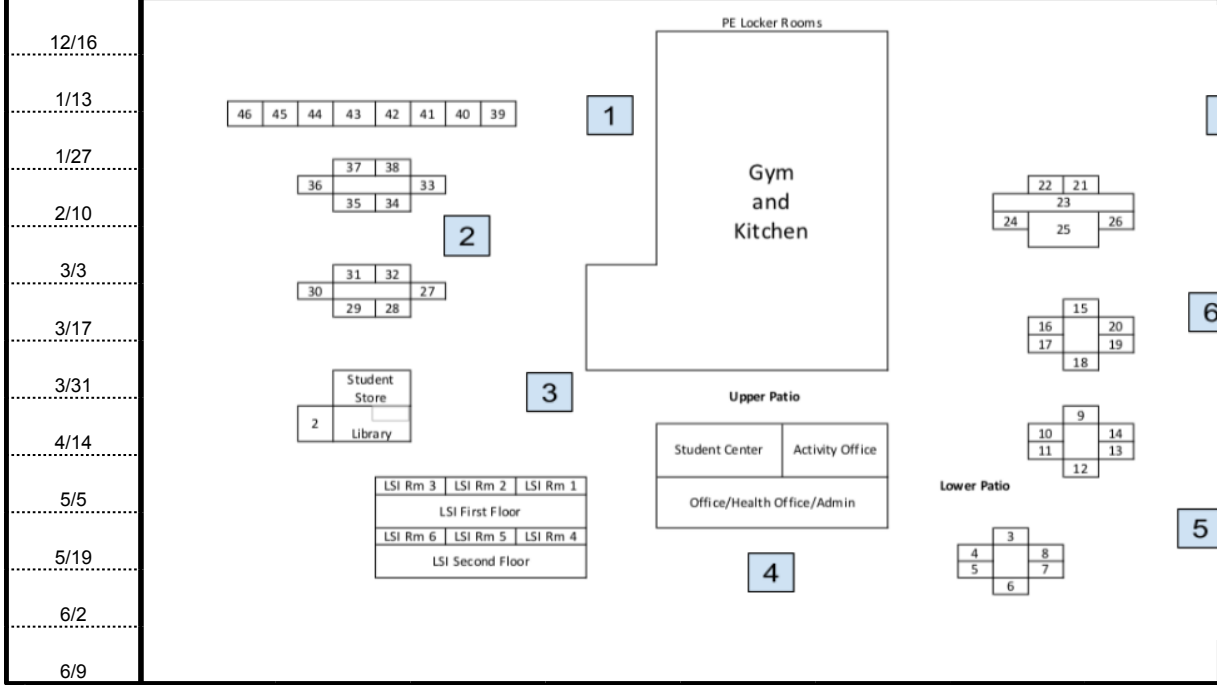 12/16
1/13
1/27
2/10
3/3
3/17
3/31
4/14
5/5
5/19
6/2
6/9
PE Locker Rooms
46 45 44 43 42 41 40 39
1
37 38
36 33
35 34
2
31 32
30 27
29 28
Gym
and
Kitchen
22 21
23
24 25 26
15
16 20
17 19
18
6
Student
Store
2
Library
3
Upper Patio
Student Center Activity Office
Office/Health Office/Admin
9
10 14
11 13
12
Lower Patio
LSI Rm 3 LSI Rm 2 LSI Rm 1
LSI First Floor
LSI Rm 6 LSI Rm 5 LSI Rm 4
LSI Second Floor
4
3
4 8
5 7
6
5